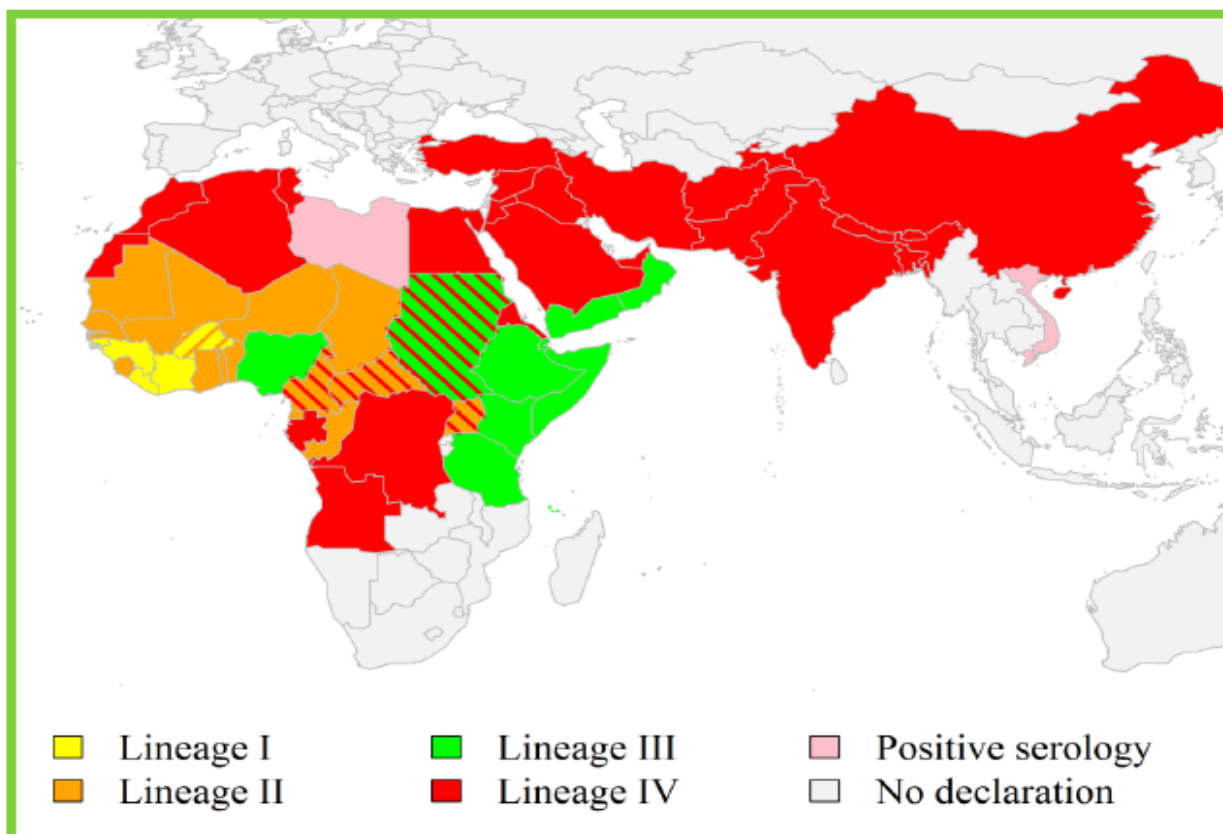 Lineage I
Lineage III
Positive serology
Lineage II
Lineage IV
No declaration